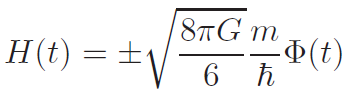 H(t) = ±√(8πG/6) m/ħ Φ(t)